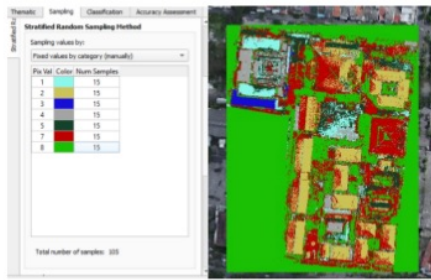 Thematic Sampling Classification Accuracy Assessment
Stratified Random Sampling Method
Sampling values by:
Fixed values by category (manually)
Pix Val Color Num Samples
1 15
2 15
3 15
4 15
5 15
7 15
8 15
Total number of samples: 105